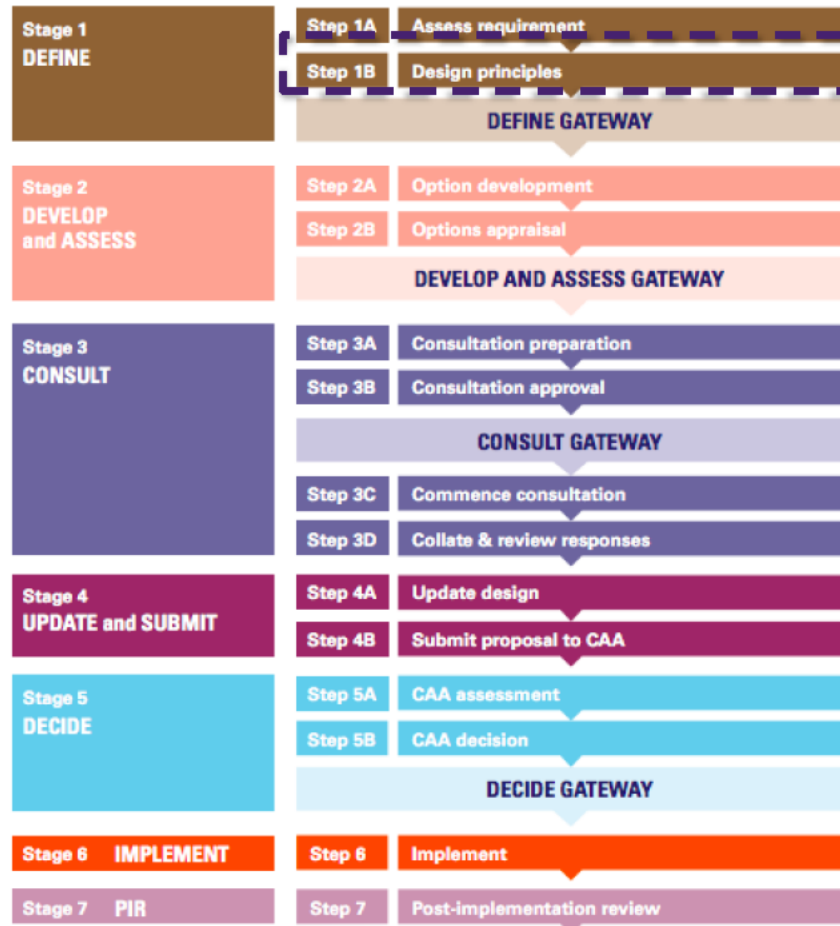 Stage 1
DEFINE
Step 1A Assess requirement
Step 1B Design principles
DEFINE GATEWAY
Stage 2
DEVELOP
and ASSESS
Step 2A Option development
Step 2B Options appraisal
DEVELOP AND ASSESS GATEWAY
Stage 3
CONSULT
Step 3A Consultation preparation
Step 3B Consultation approval
CONSULT GATEWAY
Step 3C Commence consultation
Step 3D Collate & review responses
Stage 4
UPDATE and SUBMIT
Step 4A Update design
Step 4B Submit proposal to CAA
Stage 5
DECIDE
Step 5A CAA assessment
Step 5B CAA decision
DECIDE GATEWAY
Stage 6 IMPLEMENT Step 6 Implement
Stage 7 PIR Step 7 Post-implementation review